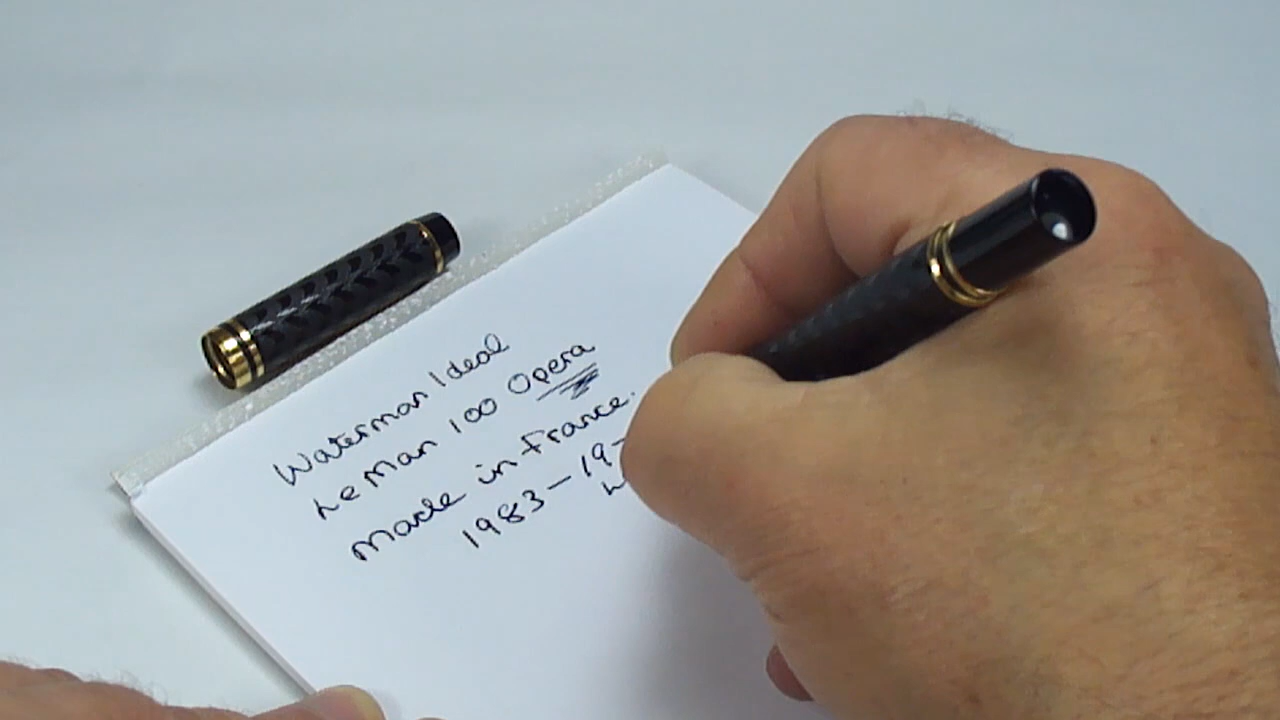 Waterman Ideal
Le Man 100 Opera
made in France.
1983 – 19